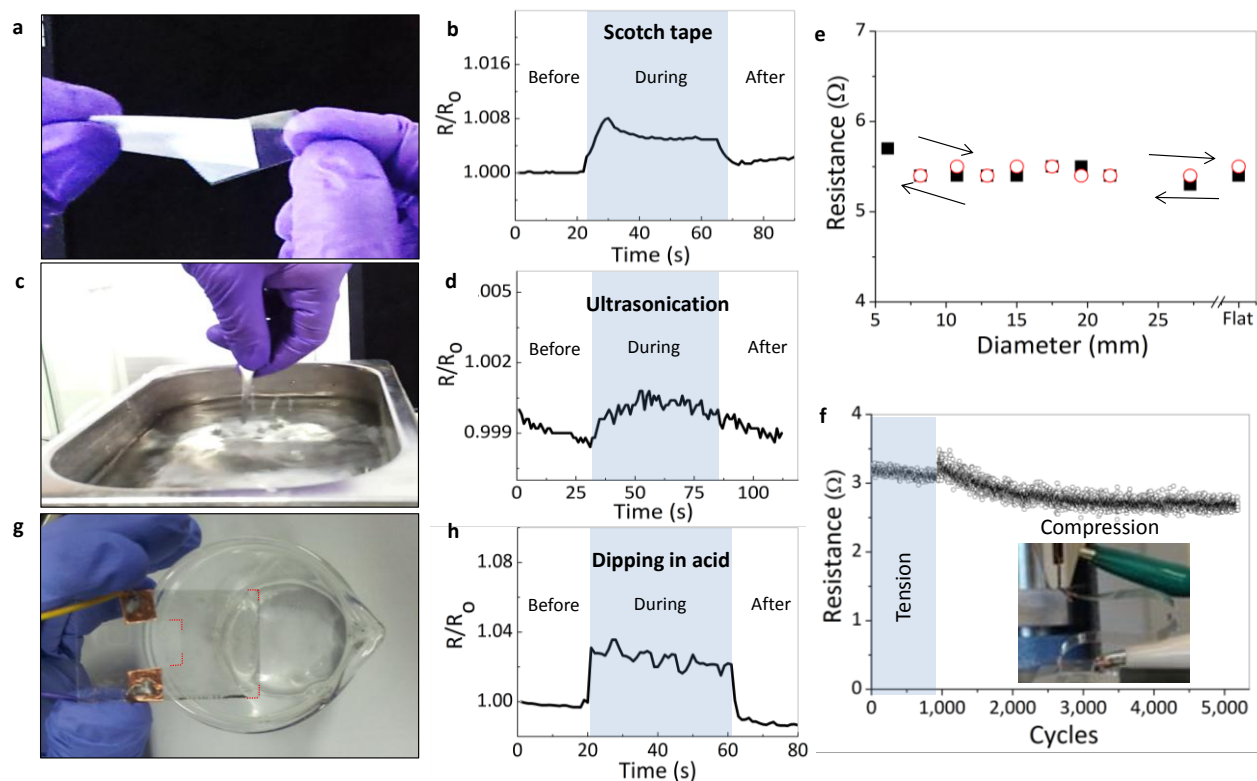 a
b
Scotch tape
Before
During
After
R/Ro
1.016
1.008
1.000
0
20
40
60
80
Time (s)
c
d
Ultrasonication
Before
During
After
R/Ro
.005
1.002
0.999
0
25
50
75
100
Time (s)
g
h
Dipping in acid
Before
During
After
R/Ro
1.08
1.04
1.00
0
20
40
60
80
Time (s)
e
Resistance (Ω)
7
6
5
4
5
10
15
20
25
Flat
Diameter (mm)
f
Resistance (Ω)
4
3
2
1
0
Tension
Compression
0
1,000
2,000
3,000
4,000
5,000
Cycles